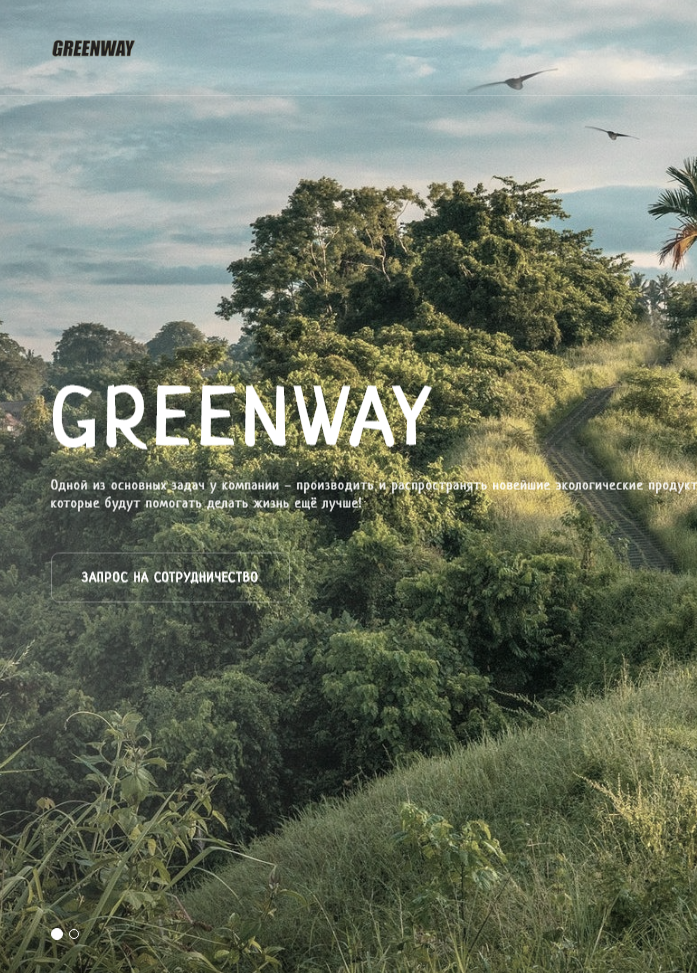 GREENWAY
GREENWAY
Одной из основных задач у компании – производить и распространять новейшие экологические продукт
которые будут помогать делать жизнь ещё лучше!
ЗАПРОС НА СОТРУДНИЧЕСТВО